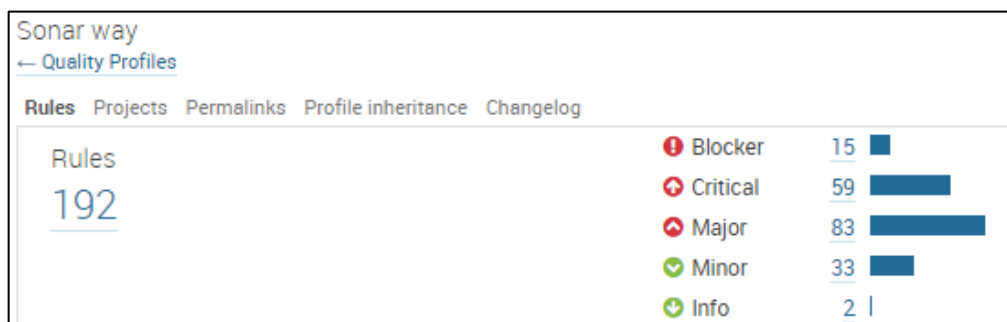 Sonar way
← Quality Profiles
Rules Projects Permalinks Profile inheritance Changelog
Rules
192
Blocker 15
Critical 59
Major 83
Minor 33
Info 2